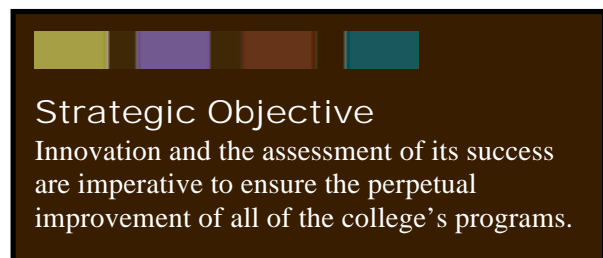 Strategic Objective
Innovation and the assessment of its success
are imperative to ensure the perpetual
improvement of all of the college’s programs.